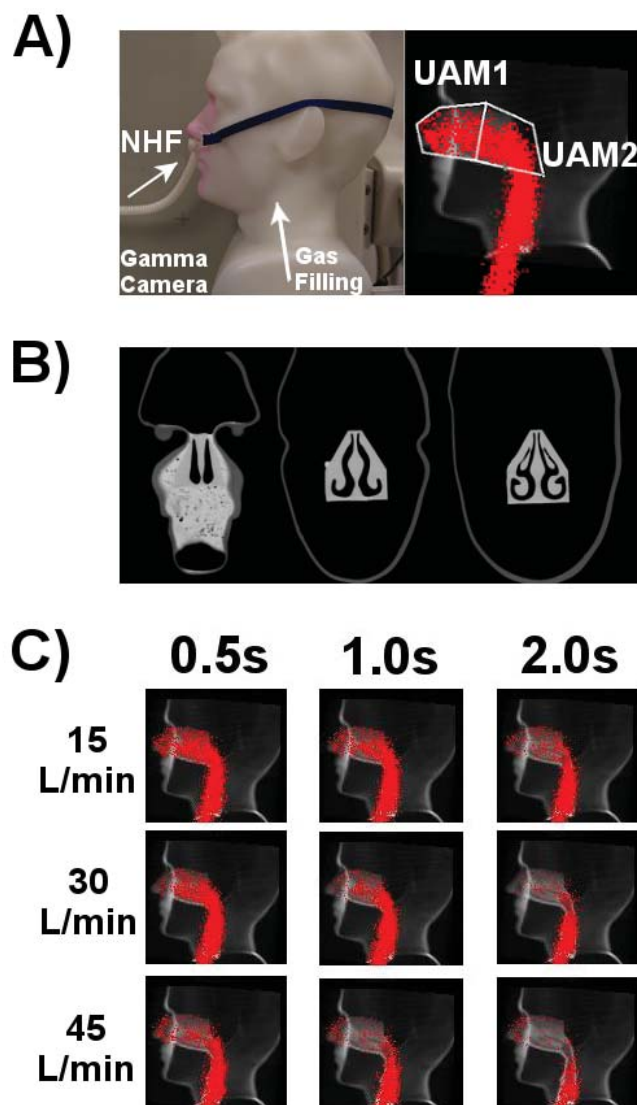 A)
NHF
Gamma
Camera
Gas
Filling
UAM1
UAM2
B)
C)
0.5s 1.0s 2.0s
15
L/min
30
L/min
45
L/min